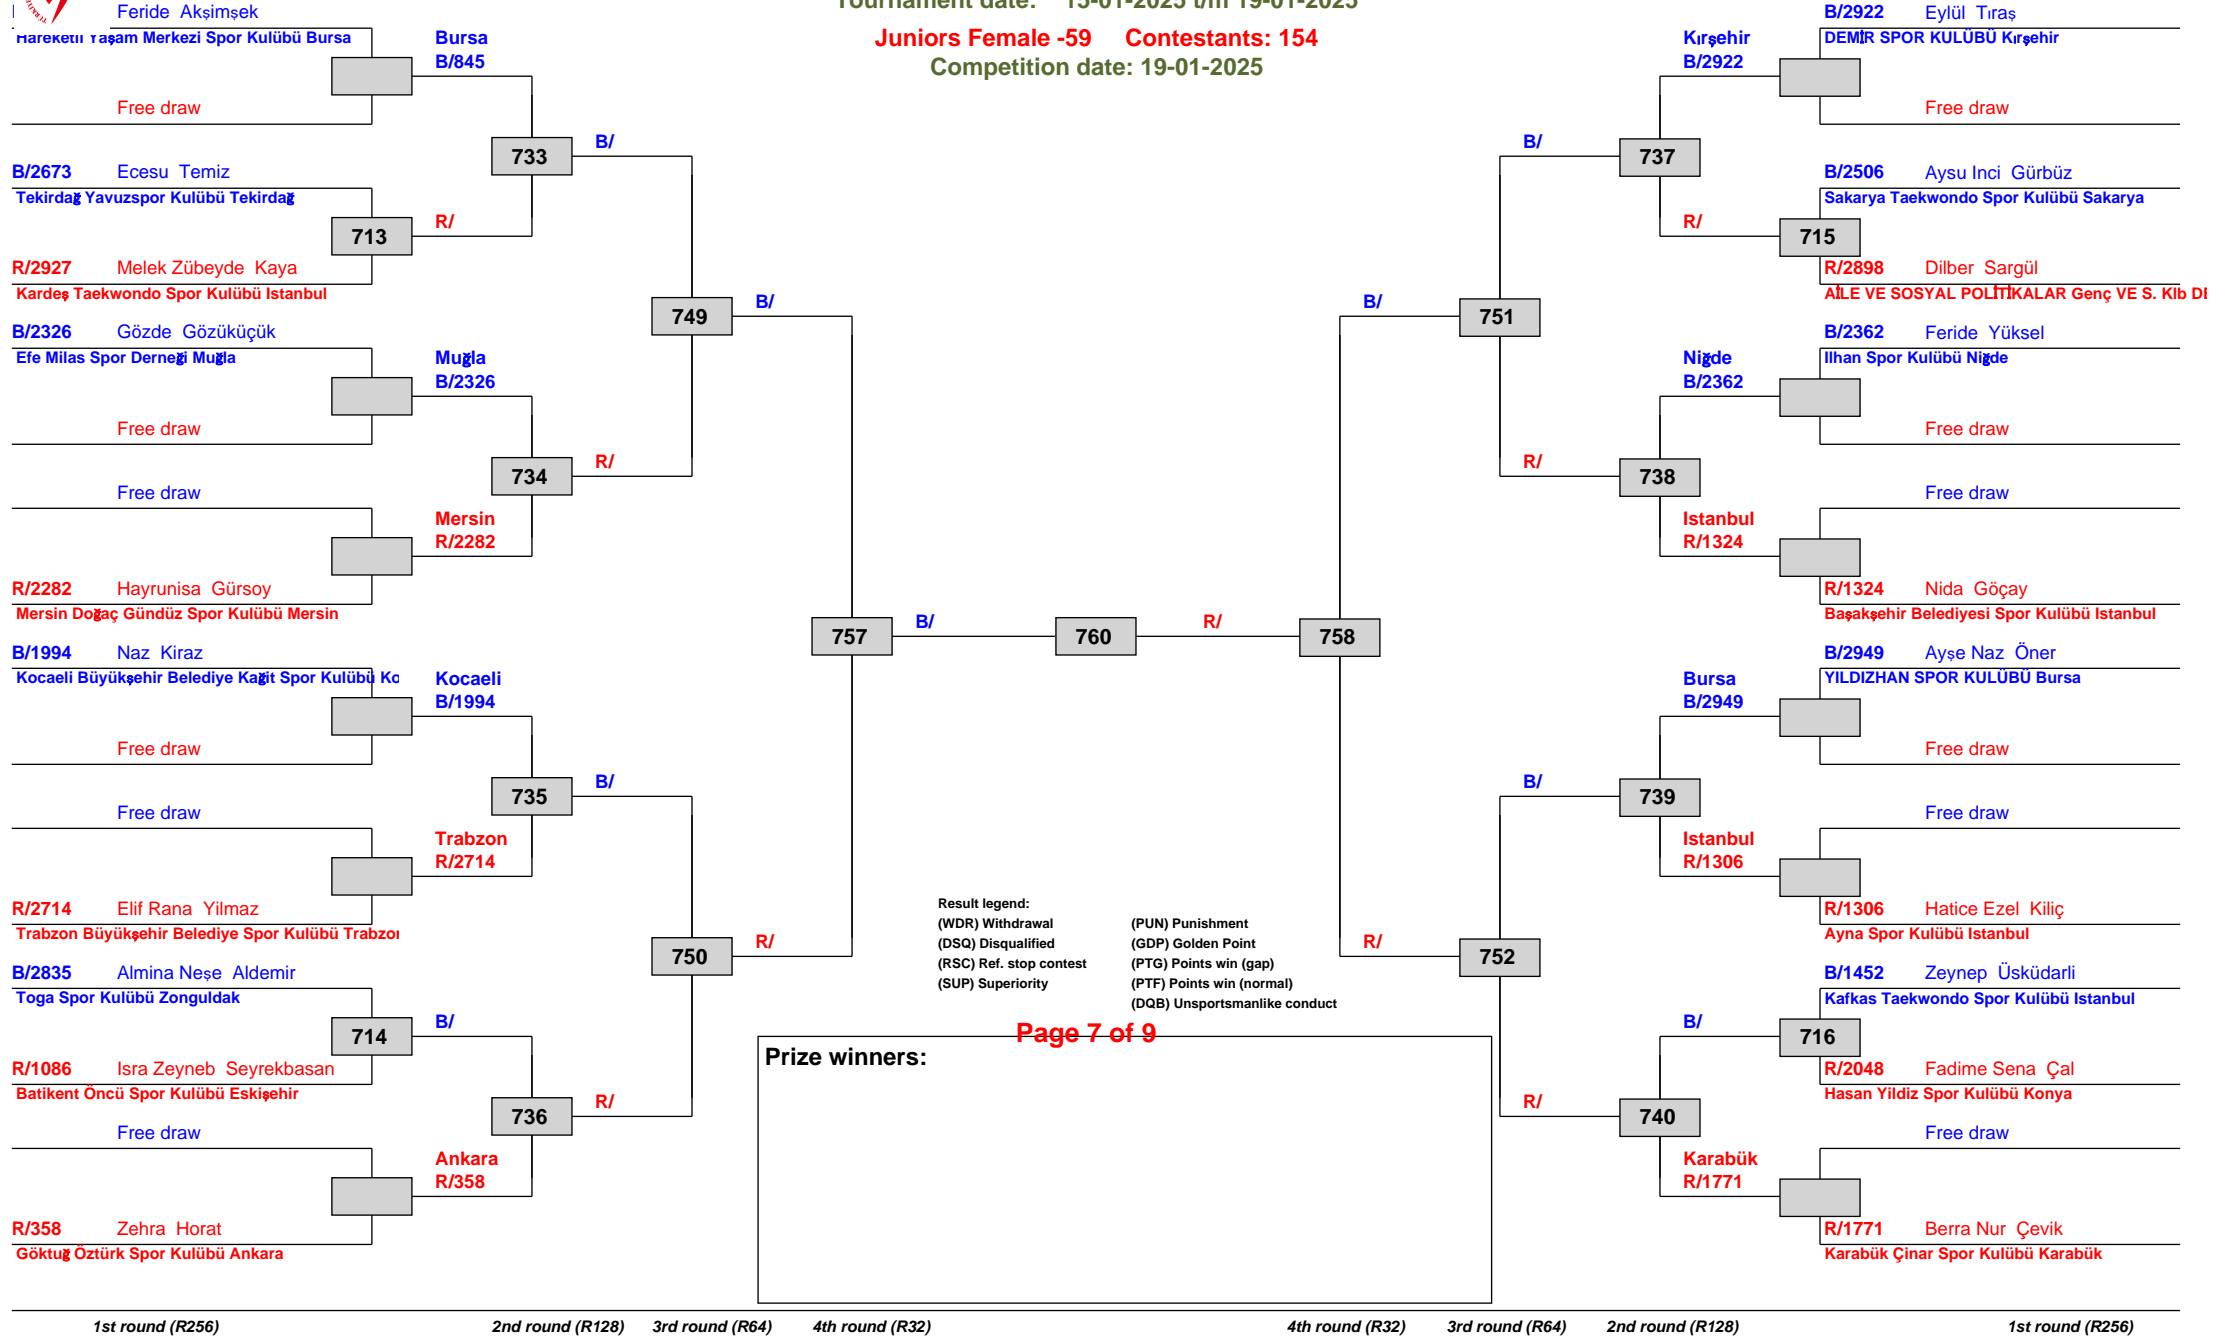 Tournament date: 15-01-2025 t/m 19-01-2025
Juniors Female -59 Contestants: 154
Competition date: 19-01-2025
Feride Akşimşek
Hareketli Yaşam Merkezi Spor Kulübü Bursa
Free draw
B/2673 Ecesu Temiz
Tekirdağ Yavuzspor Kulübü Tekirdağ
R/2927 Melek Zübeyde Kaya
Kardeş Taekwondo Spor Kulübü Istanbul
B/2326 Gözde Gözüküçük
Efe Milas Spor Derneği Muğla
Free draw
Free draw
R/2282 Hayrunisa Gürsoy
Mersin Doğaç Gündüz Spor Kulübü Mersin
B/1994 Naz Kiraz
Kocaeli Büyükşehir Belediye Kağit Spor Kulübü Ko
Free draw
Free draw
R/2714 Elif Rana Yilmaz
Trabzon Büyükşehir Belediye Spor Kulübü Trabzon
B/2835 Almina Neşe Aldemir
Toga Spor Kulübü Zonguldak
R/1086 Isra Zeyneb Seyrekbasan
Batikent Öncü Spor Kulübü Eskişehir
Free draw
R/358 Zehra Horat
Göktuğ Öztürk Spor Kulübü Ankara
713
714
Bursa
B/845
R/
Muğla
B/2326
Mersin
R/2282
Kocaeli
B/1994
Trabzon
R/2714
B/
Ankara
R/358
733
734
735
736
B/
R/
B/
R/
749
750
B/
R/
757
B/
760
R/
758
B/
R/
751
752
B/
R/
B/
R/
737
738
739
740
Kırşehir
B/2922
R/
Niğde
B/2362
Istanbul
R/1324
Bursa
B/2949
Istanbul
R/1306
B/
Karabük
R/1771
715
716
B/2922 Eylül Tıraş
DEMİR SPOR KULÜBÜ Kırşehir
Free draw
B/2506 Aysu Inci Gürbüz
Sakarya Taekwondo Spor Kulübü Sakarya
R/2898 Dilber Sargül
AİLE VE SOSYAL POLİTİKALAR Genç VE S. Klb DI
B/2362 Feride Yüksel
Ilhan Spor Kulübü Niğde
Free draw
Free draw
R/1324 Nida Göçay
Başakşehir Belediyesi Spor Kulübü Istanbul
B/2949 Ayşe Naz Öner
YILDIZHAN SPOR KULÜBÜ Bursa
Free draw
Free draw
R/1306 Hatice Ezel Kiliç
Ayna Spor Kulübü Istanbul
B/1452 Zeynep Üsküdarli
Kafkas Taekwondo Spor Kulübü Istanbul
R/2048 Fadime Sena Çal
Hasan Yildiz Spor Kulübü Konya
Free draw
R/1771 Berra Nur Çevik
Karabük Çinar Spor Kulübü Karabük
Result legend:
(WDR) Withdrawal (PUN) Punishment
(DSQ) Disqualified (GDP) Golden Point
(RSC) Ref. stop contest (PTG) Points win (gap)
(SUP) Superiority (PTF) Points win (normal)
(DQB) Unsportsmanlike conduct
Page 7 of 9
Prize winners:
1st round (R256) 2nd round (R128) 3rd round (R64) 4th round (R32) 4th round (R32) 3rd round (R64) 2nd round (R128) 1st round (R256)